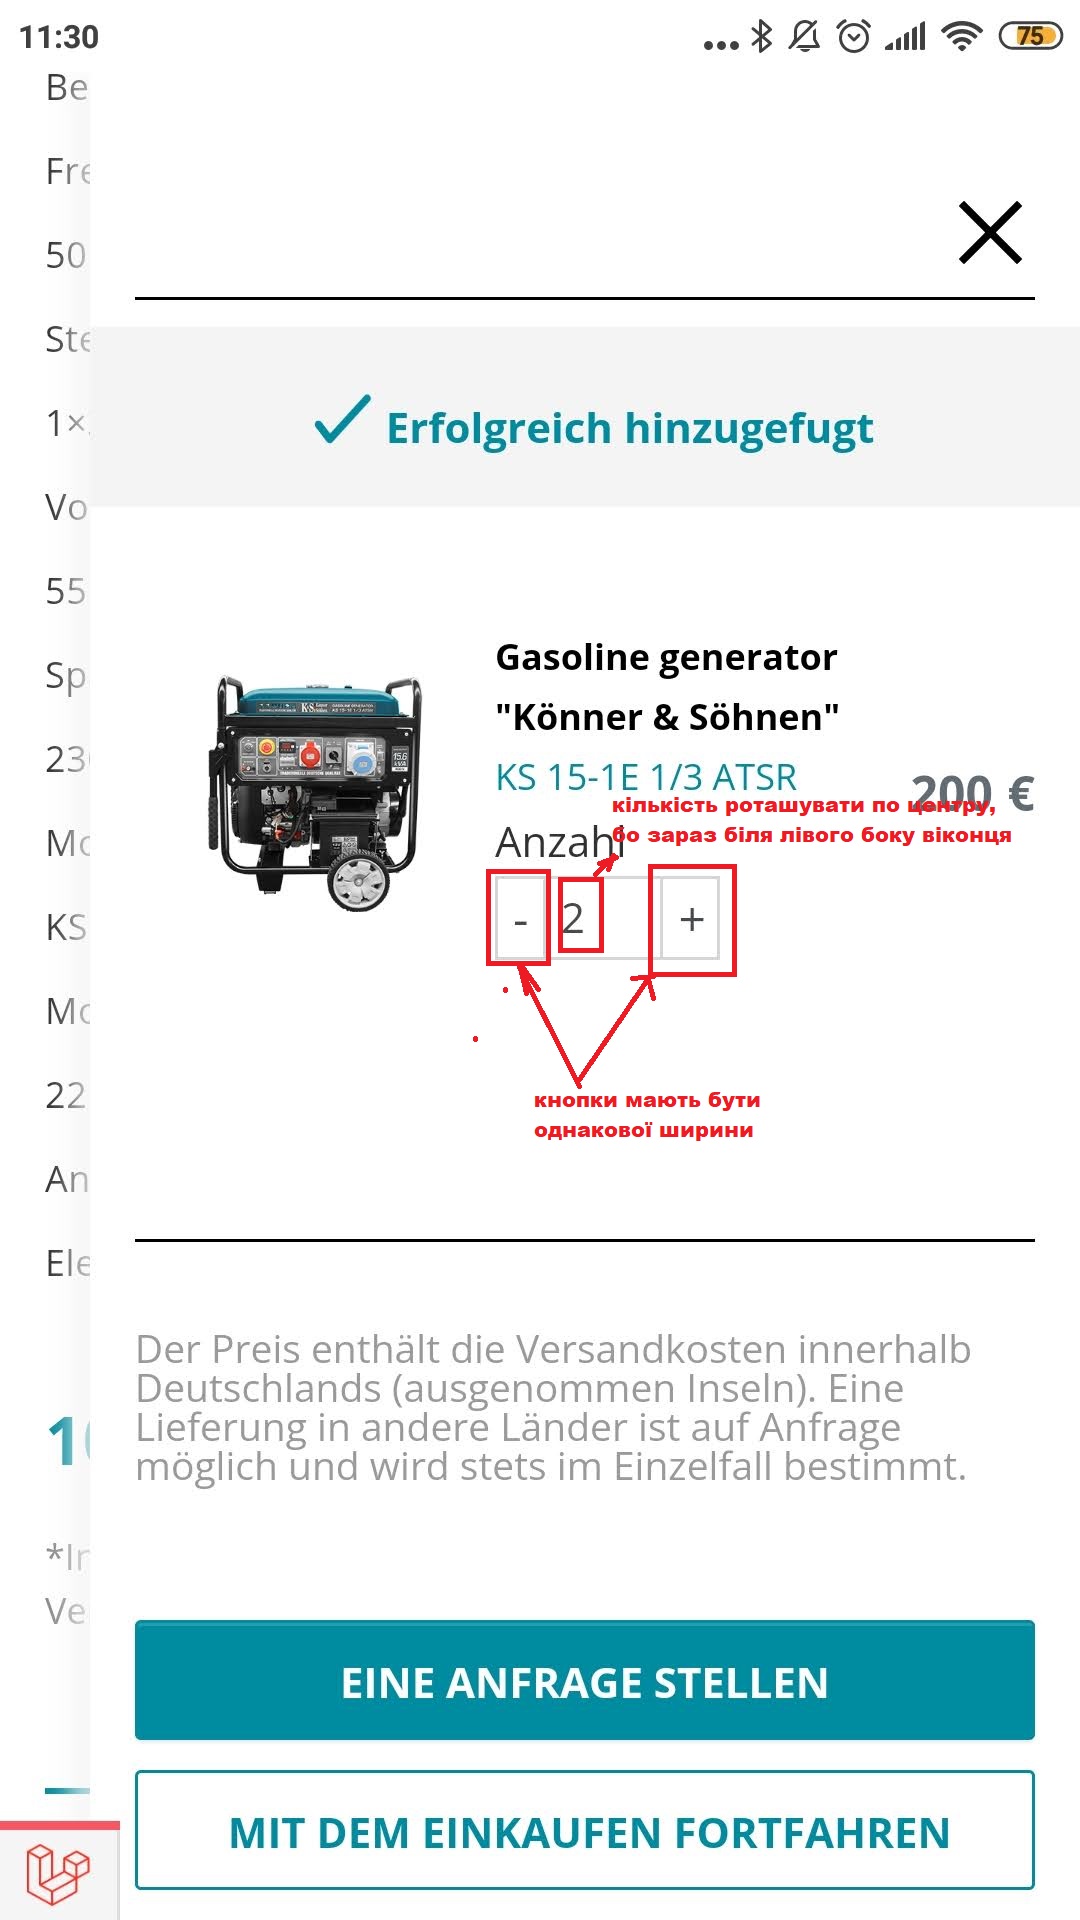 11:30
75
Be
Fre
50
Ste
1×
Erfolgreich hinzugefugt
Vo
55
Sp
230
Mo
KS
Mo
22
An
Ele
Gasoline generator
"Könner & Söhnen"
KS 15-1E 1/3 ATSR
200 €
кількість роташувати по центру,
бо зараз біля лівого боку віконця
Anzahl
- 2 +
кнопки мають бути
однакової ширини
Der Preis enthält die Versandkosten innerhalb
Deutschlands (ausgenommen Inseln). Eine
Lieferung in andere Länder ist auf Anfrage
möglich und wird stets im Einzelfall bestimmt.
10
*In
Ve
EINE ANFRAGE STELLEN
MIT DEM EINKAUFEN FORTFAHREN